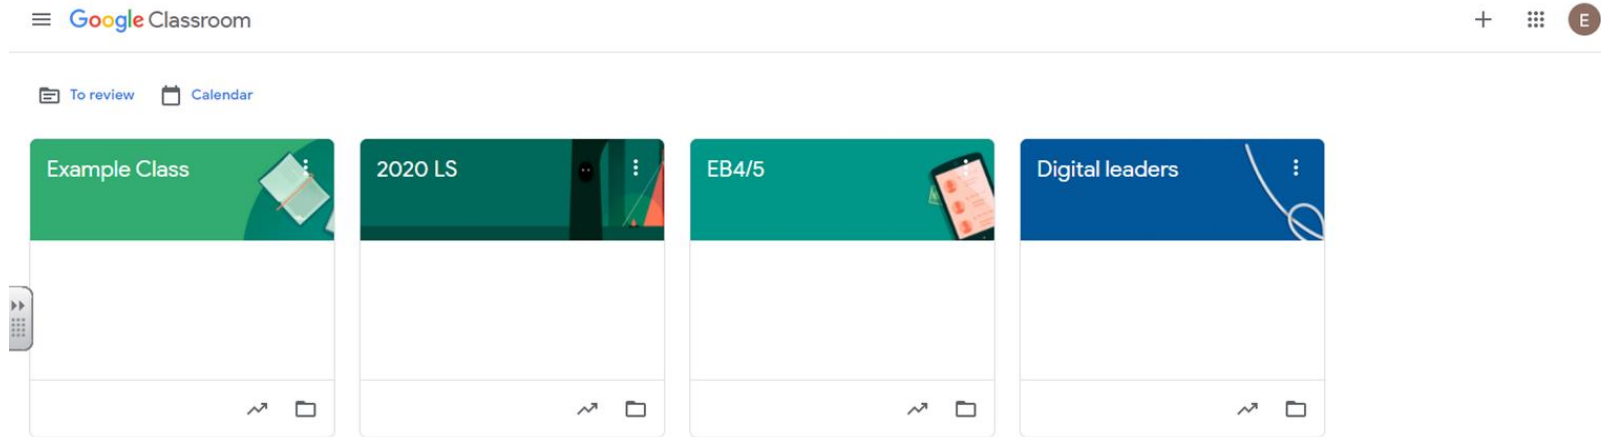 Google Classroom
E
To review Calendar
Example Class
2020 LS
EB4/5
Digital leaders